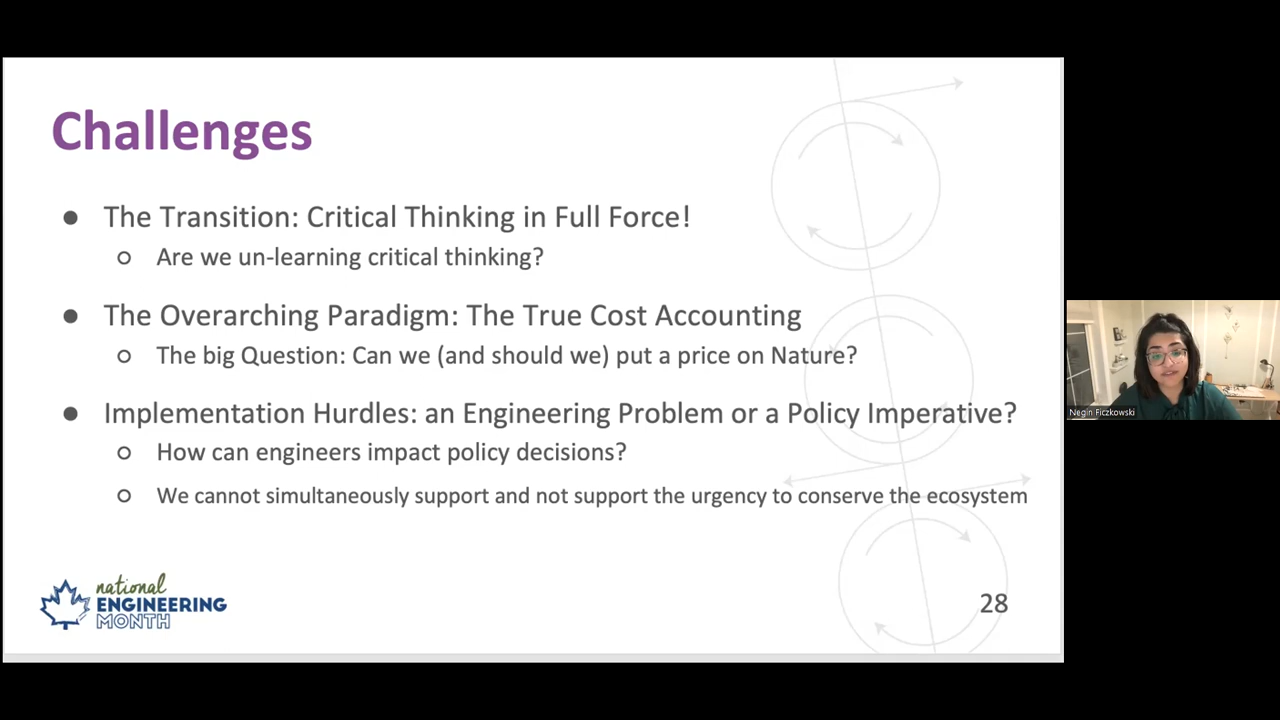 Challenges
● The Transition: Critical Thinking in Full Force!
○ Are we un-learning critical thinking?
● The Overarching Paradigm: The True Cost Accounting
○ The big Question: Can we (and should we) put a price on Nature?
● Implementation Hurdles: an Engineering Problem or a Policy Imperative?
○ How can engineers impact policy decisions?
○ We cannot simultaneously support and not support the urgency to conserve the ecosystem
national
ENGINEERING
MONTH
28
Negin Ficzkowski